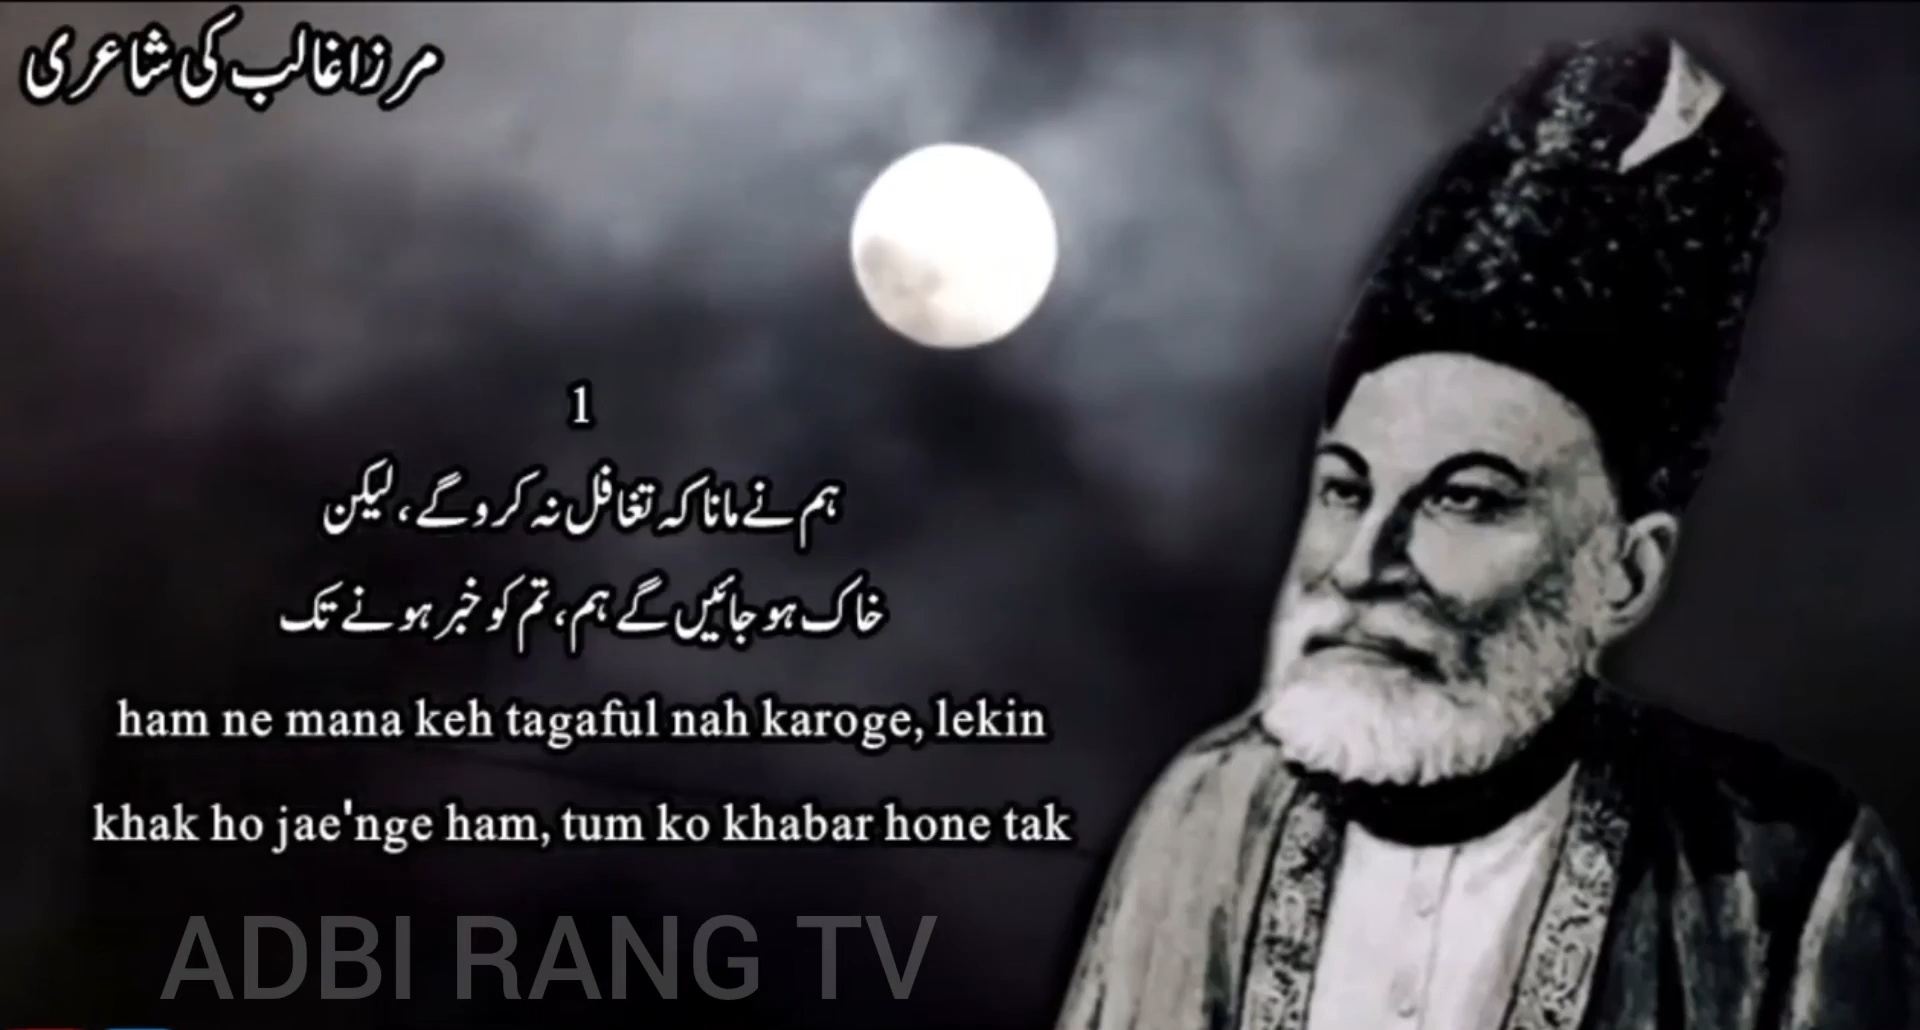 مرزا غالب کی شاعری
1
ہم نے مانا کہ تغافل نہ کرو گے، لیکن
خاک ہو جائیں گے ہم، تم کو خبر ہونے تک
ham ne mana keh tagaful nah karoge, lekin
khak ho jae'nge ham, tum ko khabar hone tak
ADBI RANG TV